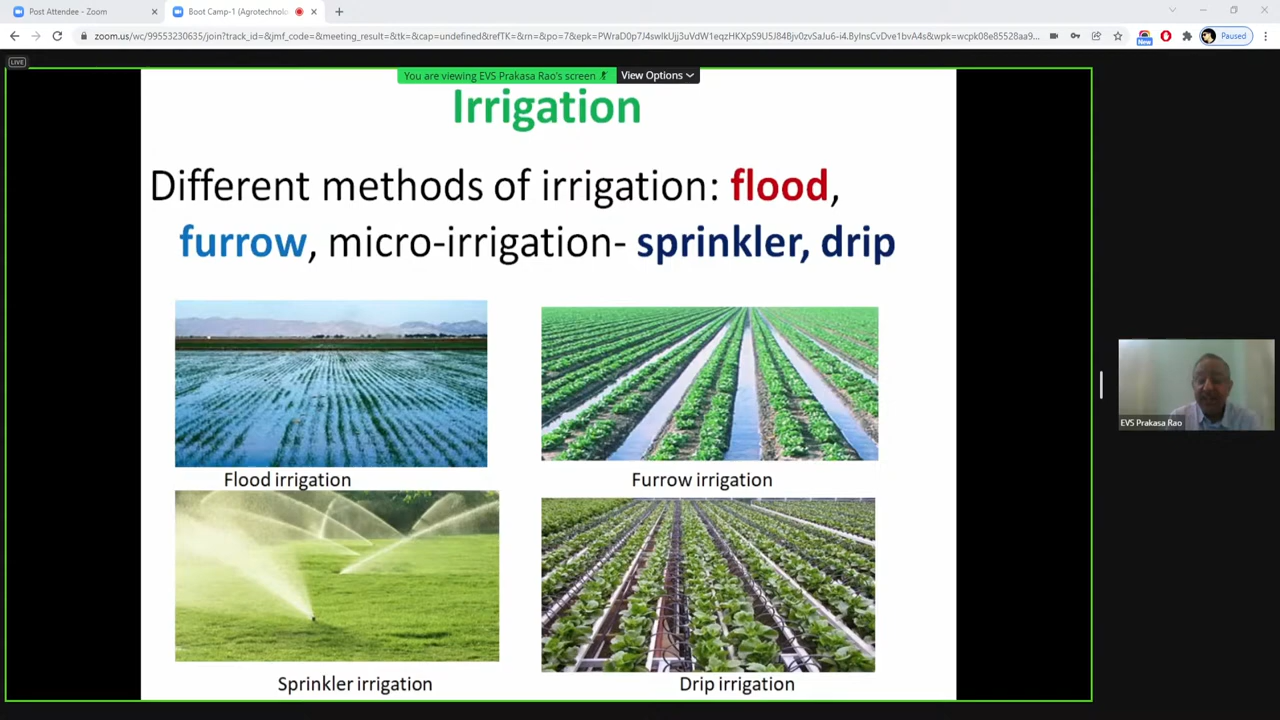 Post Attendee - Zoom
Boot Camp-1 (Agrotechnolo
Paused
New
LIVE
You are viewing EVS Prakasa Rao's screen
View Options
Irrigation
Different methods of irrigation: flood,
furrow, micro-irrigation- sprinkler, drip
Flood irrigation
Furrow irrigation
Sprinkler irrigation
Drip irrigation
EVS Prakasa Rao